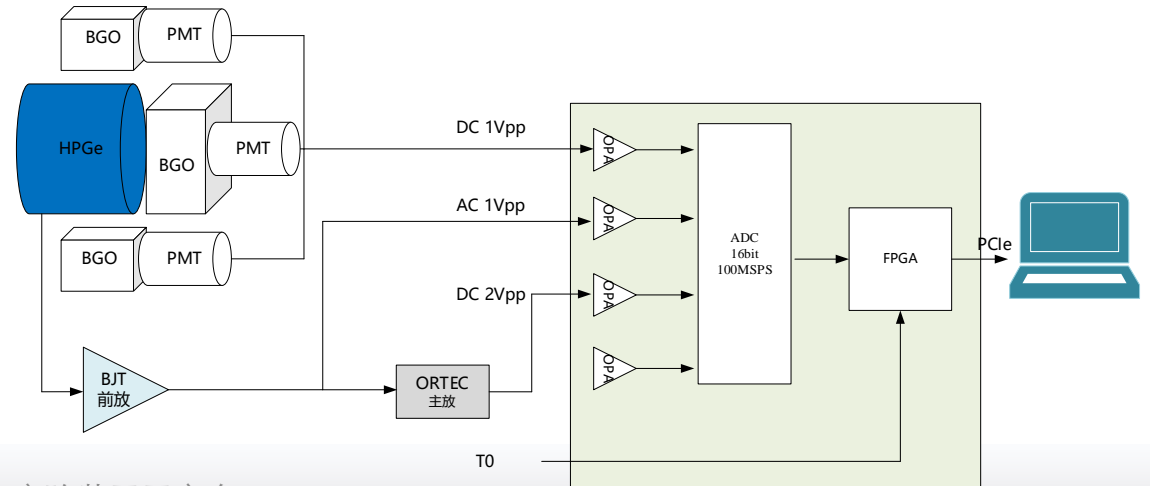 BGO
PMT
HPGe
BGO
PMT
BGO
PMT
DC 1Vpp
AC 1Vpp
DC 2Vpp
OPA
OPA
OPA
OPA
ADC
16bit
100MSPS
FPGA
PCIe
BJT
前放
ORTEC
主放
T0